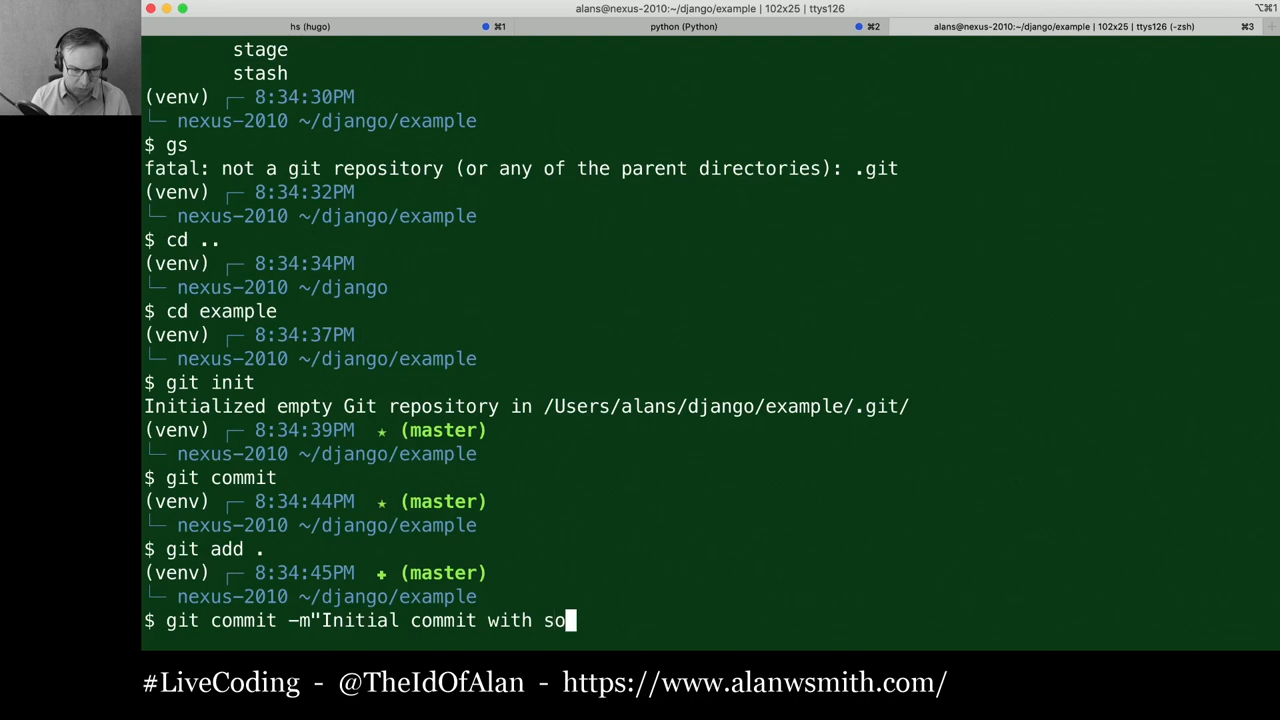 alans@nexus-2010:~/django/example | 102x25 | ttys126
⌥⌘1
hs (hugo) ⌘1 python (Python) ⌘2 alans@nexus-2010:~/django/example | 102x25 | ttys126 (-zsh) ⌘3 +
stage
stash
(venv) ┌─ 8:34:30PM
└─ nexus-2010 ~/django/example
$ gs
fatal: not a git repository (or any of the parent directories): .git
(venv) ┌─ 8:34:32PM
└─ nexus-2010 ~/django/example
$ cd ..
(venv) ┌─ 8:34:34PM
└─ nexus-2010 ~/django
$ cd example
(venv) ┌─ 8:34:37PM
└─ nexus-2010 ~/django/example
$ git init
Initialized empty Git repository in /Users/alans/django/example/.git/
(venv) ┌─ 8:34:39PM ★ (master)
└─ nexus-2010 ~/django/example
$ git commit
(venv) ┌─ 8:34:44PM ★ (master)
└─ nexus-2010 ~/django/example
$ git add .
(venv) ┌─ 8:34:45PM ✚ (master)
└─ nexus-2010 ~/django/example
$ git commit -m"Initial commit with so
#LiveCoding - @TheIdOfAlan - https://www.alanwsmith.com/